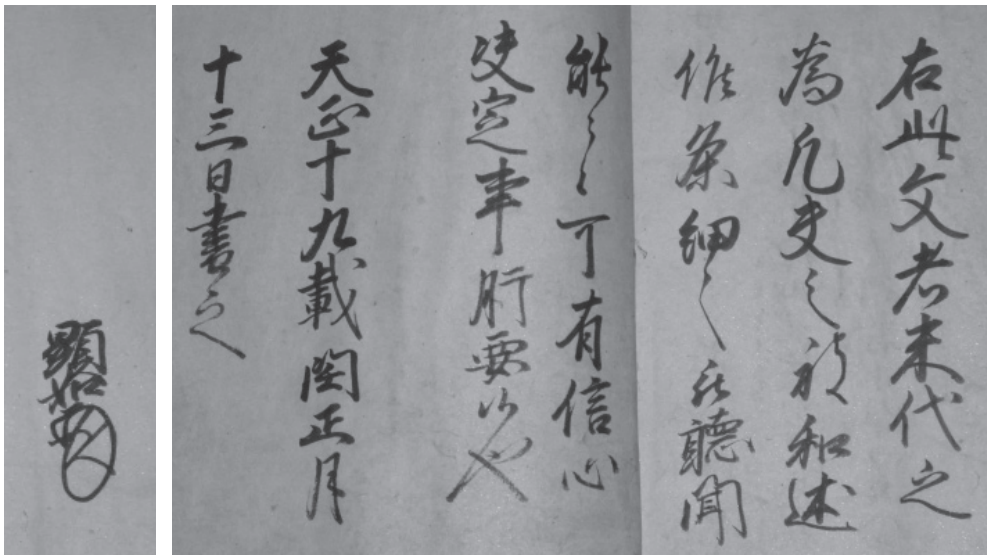 右此文者末代之
為凡夫之被和述
候条細々聴聞
能々可有信心
決定事肝要候也
天正十九載閏正月
十三日書之
顯如